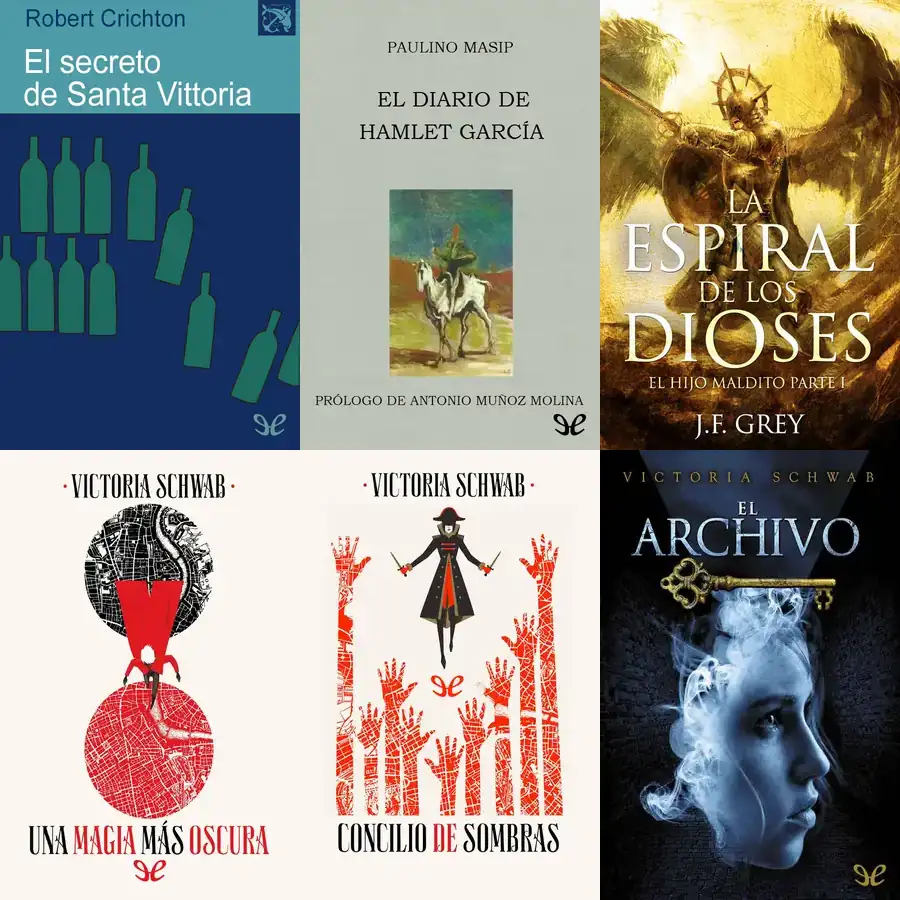 Robert Crichton
El secreto
de Santa Vittoria
PAULINO MASIP
EL DIARIO DE
HAMLET GARCÍA
PRÓLOGO DE ANTONIO MUÑOZ MOLINA
LA
ESPIRAL
DE LOS
DIOSES
EL HIJO MALDITO PARTE I
J.F. GREY
·VICTORIA SCHWAB·
UNA MAGIA MÁS OSCURA
·VICTORIA SCHWAB·
CONCILIO DE SOMBRAS
VICTORIA SCHWAB
EL
ARCHIVO